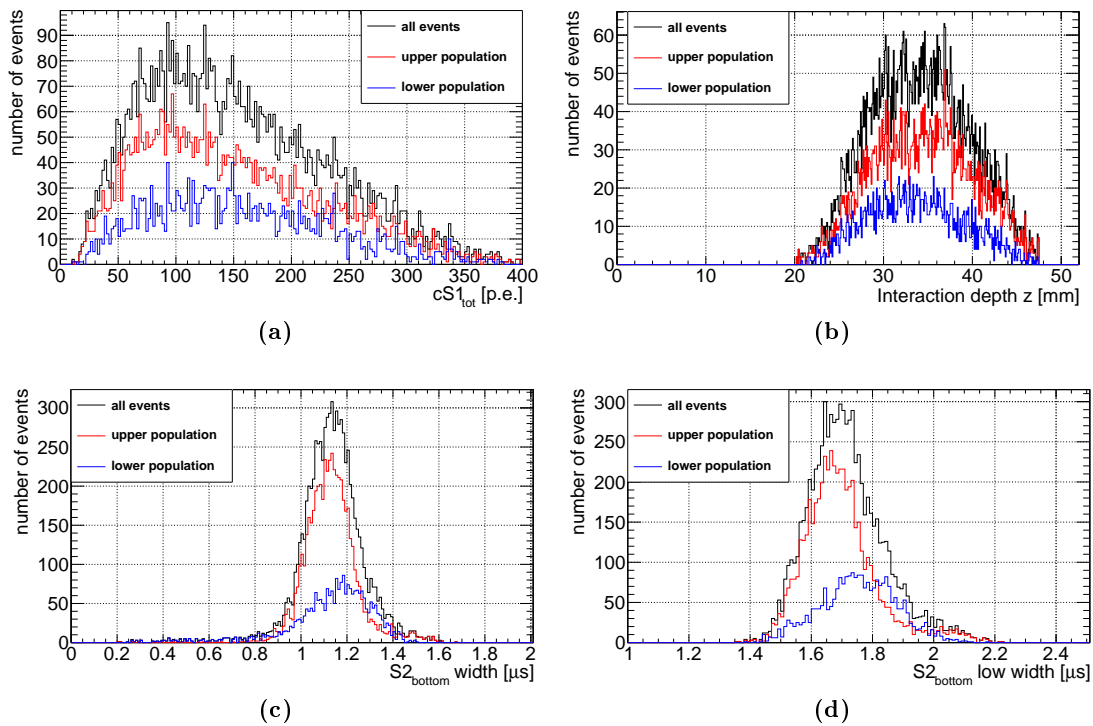 number of events
90
80
70
60
50
40
30
20
10
0
0 50 100 150 200 250 300 350 400
cS1tot [p.e.]
all events
upper population
lower population
(a)
number of events
60
50
40
30
20
10
0
0 10 20 30 40 50
Interaction depth z [mm]
all events
upper population
lower population
(b)
number of events
300
250
200
150
100
50
0
0 0.2 0.4 0.6 0.8 1 1.2 1.4 1.6 1.8 2
S2bottom width [µs]
all events
upper population
lower population
(c)
number of events
300
250
200
150
100
50
0
1 1.2 1.4 1.6 1.8 2 2.2 2.4
S2bottom low width [µs]
all events
upper population
lower population
(d)